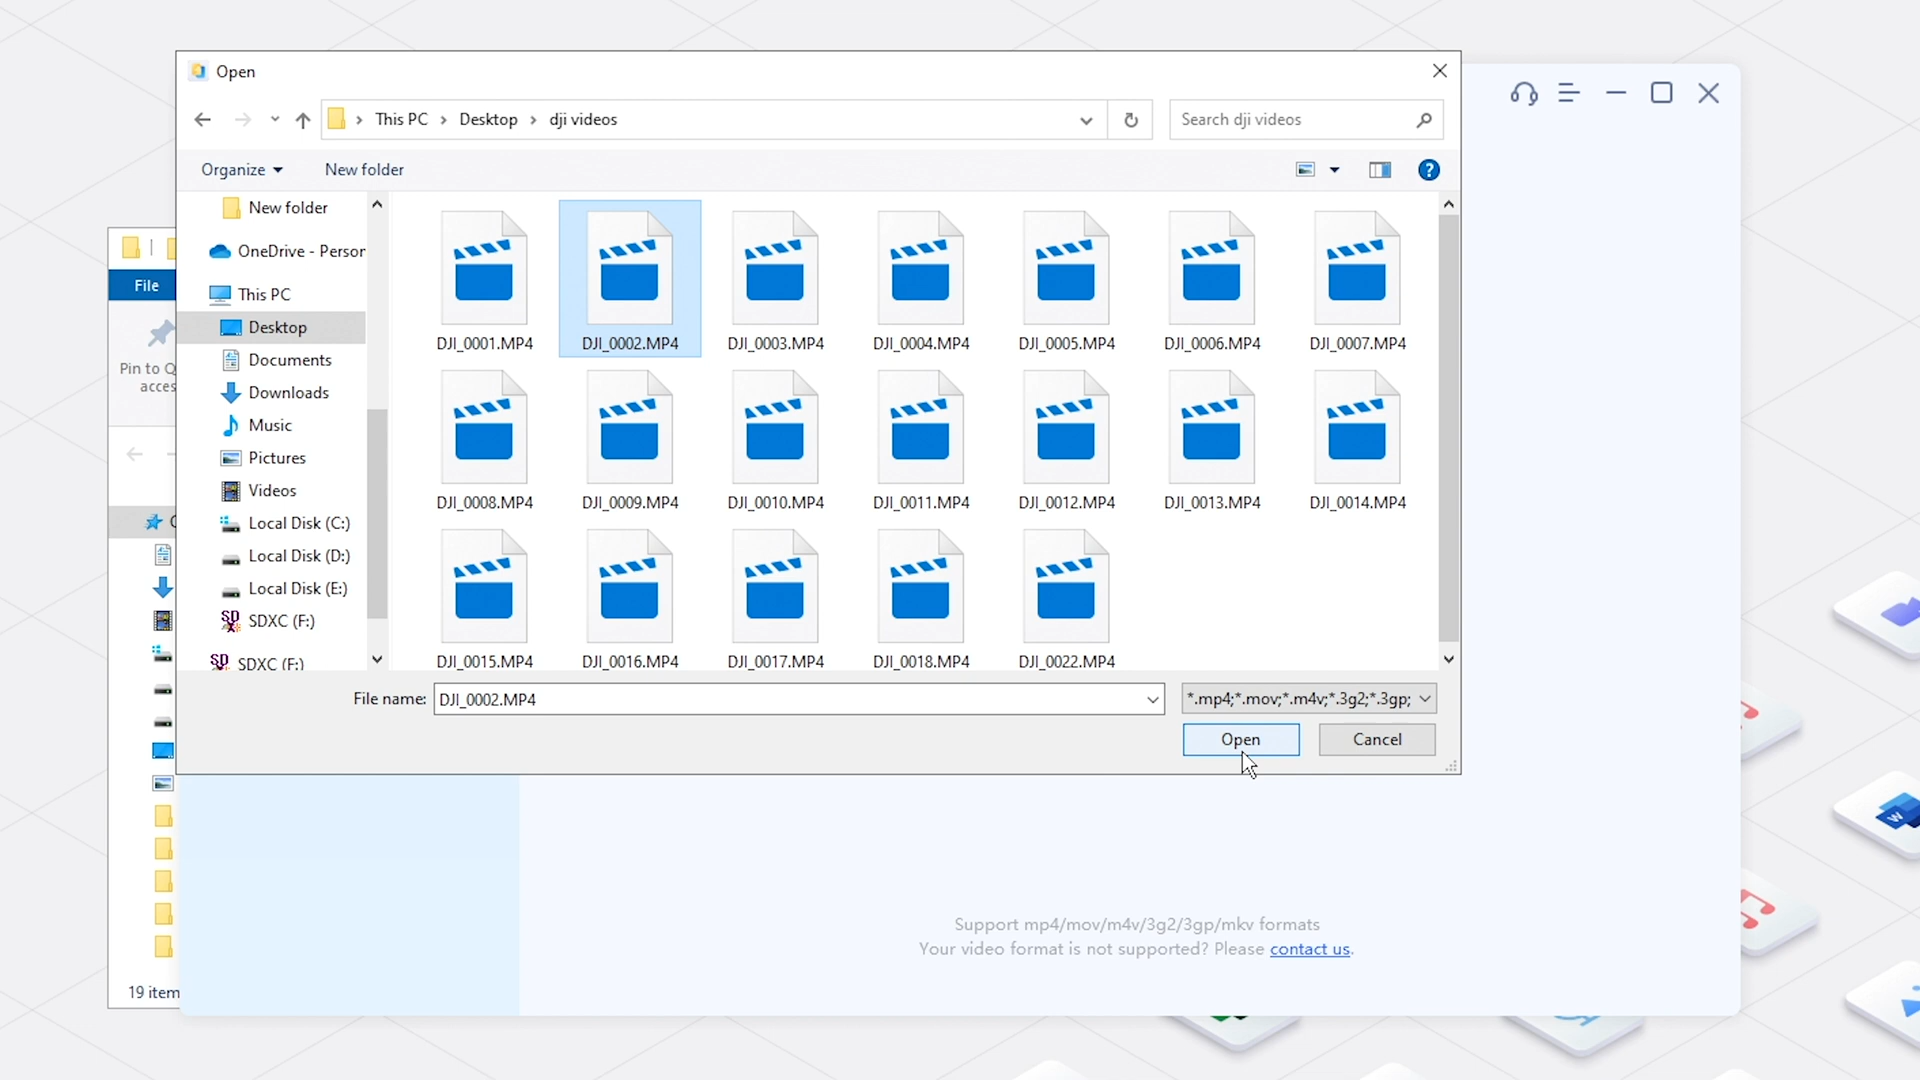 Open
This PC > Desktop > dji videos
Search dji videos
Organize
New folder
?
New folder
OneDrive - Person
This PC
Desktop
Documents
Downloads
Music
Pictures
Videos
Local Disk (C:)
Local Disk (D:)
Local Disk (E:)
SDXC (F:)
SDXC (F:)
DJI_0001.MP4
DJI_0002.MP4
DJI_0003.MP4
DJI_0004.MP4
DJI_0005.MP4
DJI_0006.MP4
DJI_0007.MP4
DJI_0008.MP4
DJI_0009.MP4
DJI_0010.MP4
DJI_0011.MP4
DJI_0012.MP4
DJI_0013.MP4
DJI_0014.MP4
DJI_0015.MP4
DJI_0016.MP4
DJI_0017.MP4
DJI_0018.MP4
DJI_0022.MP4
File name: DJI_0002.MP4
*.mp4;*.mov;*.m4v;*.3g2;*.3gp;
Open
Cancel
File
Pin to Q
acces
19 item
Support mp4/mov/m4v/3g2/3gp/mkv formats
Your video format is not supported? Please contact us.
W